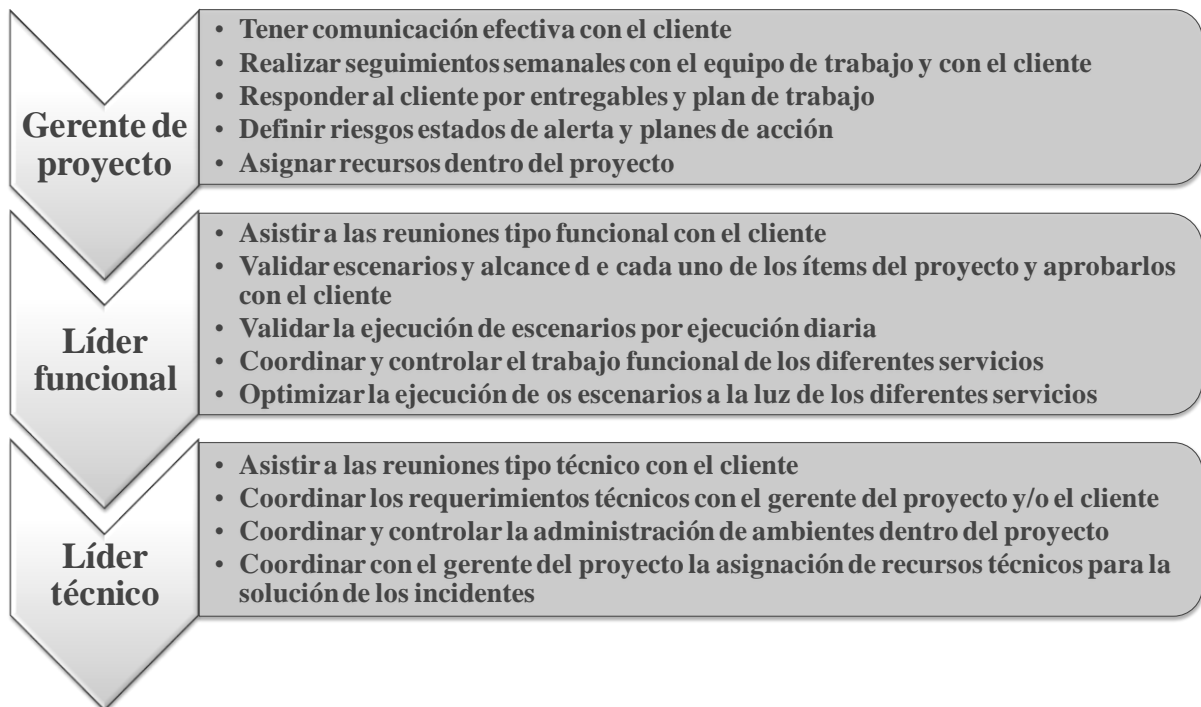 Gerente de
proyecto
• Tener comunicación efectiva con el cliente
• Realizar seguimientos semanales con el equipo de trabajo y con el cliente
• Responder al cliente por entregables y plan de trabajo
• Definir riesgos estados de alerta y planes de acción
• Asignar recursos dentro del proyecto
Líder
funcional
• Asistir a las reuniones tipo funcional con el cliente
• Validar escenarios y alcance d e cada uno de los ítems del proyecto y aprobarlos
con el cliente
• Validar la ejecución de escenarios por ejecución diaria
• Coordinar y controlar el trabajo funcional de los diferentes servicios
• Optimizar la ejecución de os escenarios a la luz de los diferentes servicios
Líder
técnico
• Asistir a las reuniones tipo técnico con el cliente
• Coordinar los requerimientos técnicos con el gerente del proyecto y/o el cliente
• Coordinar y controlar la administración de ambientes dentro del proyecto
• Coordinar con el gerente del proyecto la asignación de recursos técnicos para la
solución de los incidentes